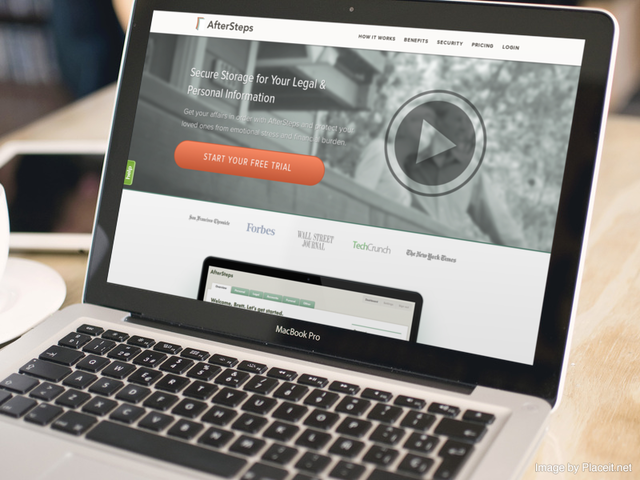 AfterSteps
HOW IT WORKS BENEFITS SECURITY PRICING LOGIN
Secure Storage for Your Legal &
Personal Information
Get your affairs in order with AfterSteps and protect your
loved ones from emotional stress and financial burden.
START YOUR FREE TRIAL
help
San Francisco Chronicle
Forbes
WALL STREET
JOURNAL
TechCrunch
The New York Times
AfterSteps
Welcome, Brett. Let's get started.
MacBook Pro
Image by Placeit.net